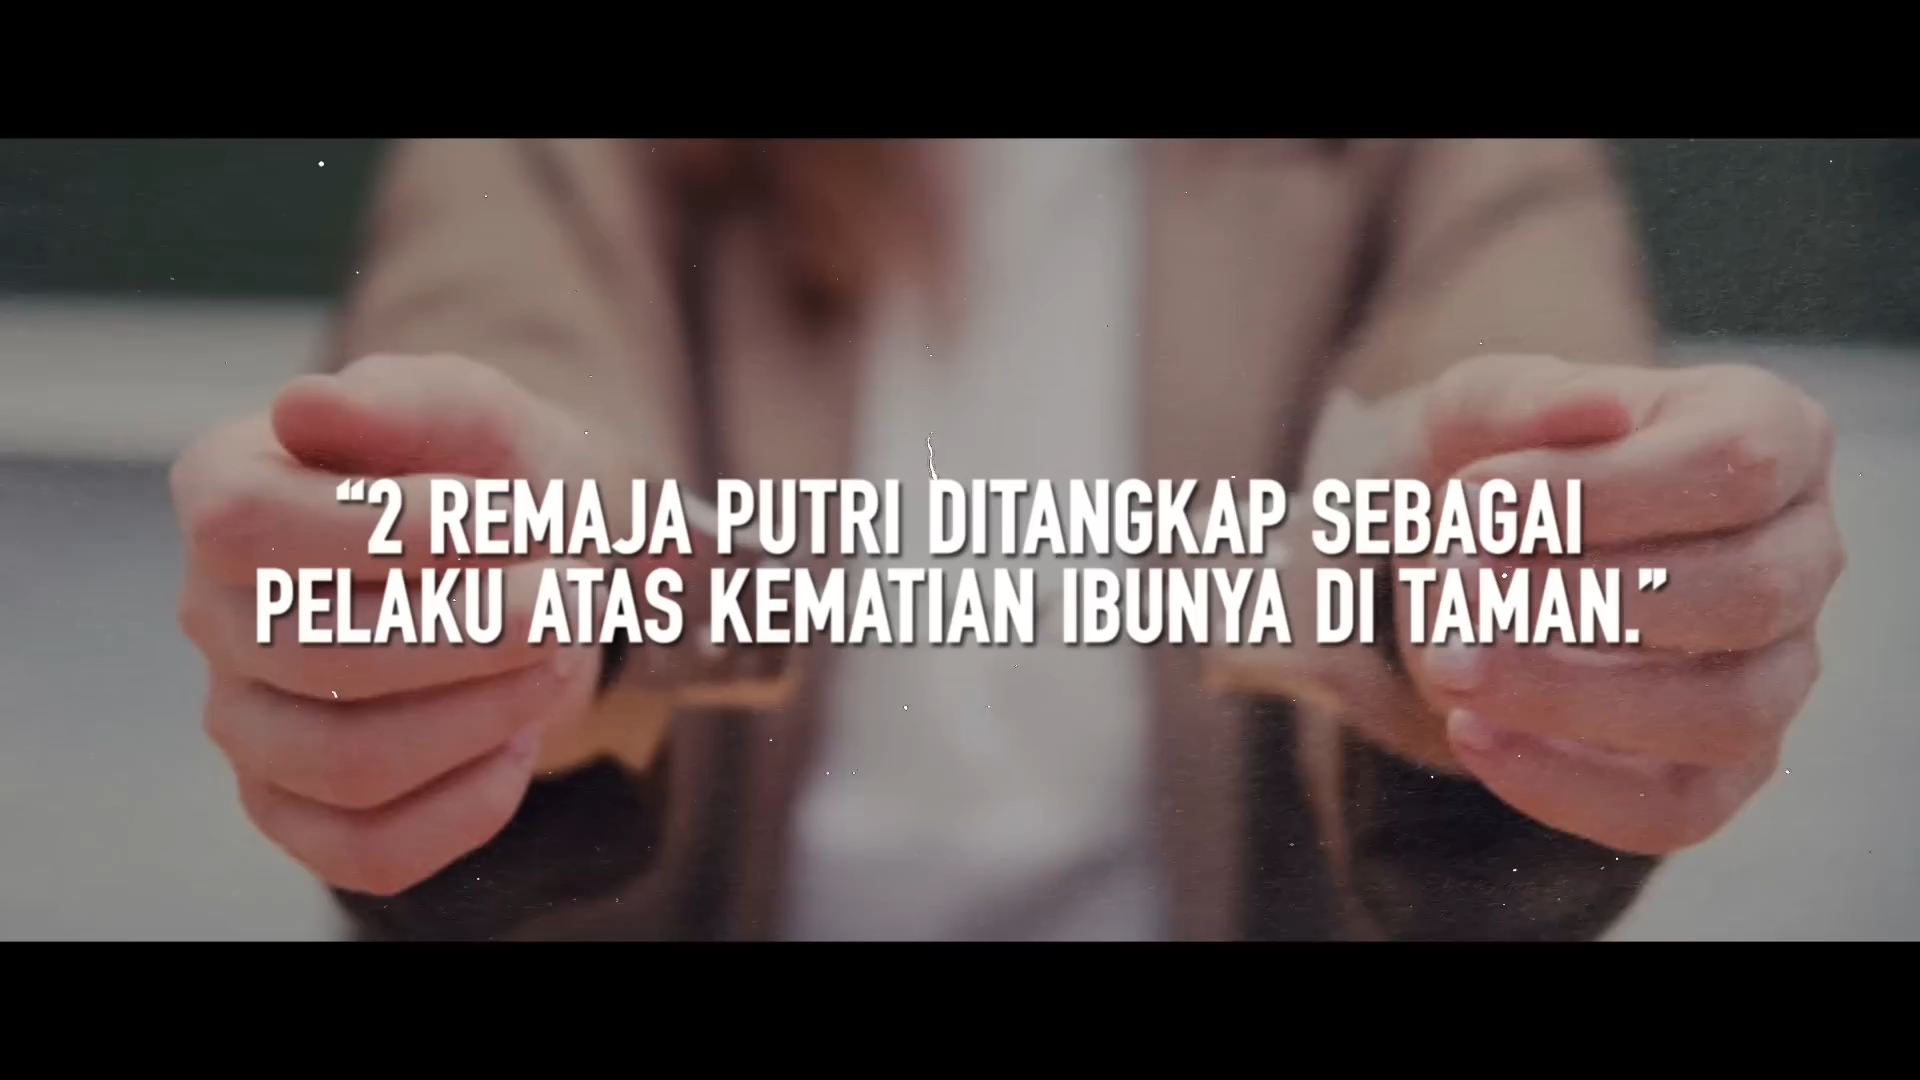 “2 REMAJA PUTRI DITANGKAP SEBAGAI
PELAKU ATAS KEMATIAN IBUNYA DI TAMAN.”